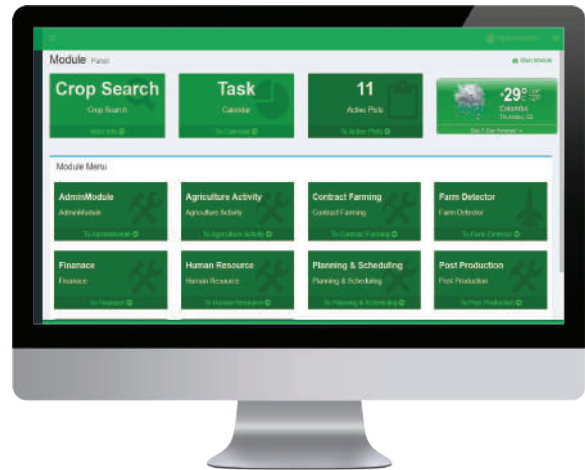 Module Panel
Main Module
Crop Search
Crop Search
More info
Task
Calendar
To Calendar
11
Active Plots
To Active Plots
+29°
Colombo
See 7-Day Forecast
Module Menu
AdminModule
AdminModule
To AdminModule
Agriculture Activity
Agriculture Activity
To Agriculture Activity
Contract Farming
Contract Farming
To Contract Farming
Farm Detector
Farm Detector
To Farm Detector
Finanace
Finanace
To Finanace
Human Resource
Human Resource
To Human Resource
Planning & Scheduling
Planning & Scheduling
To Planning & Scheduling
Post Production
Post Production
To Post Production